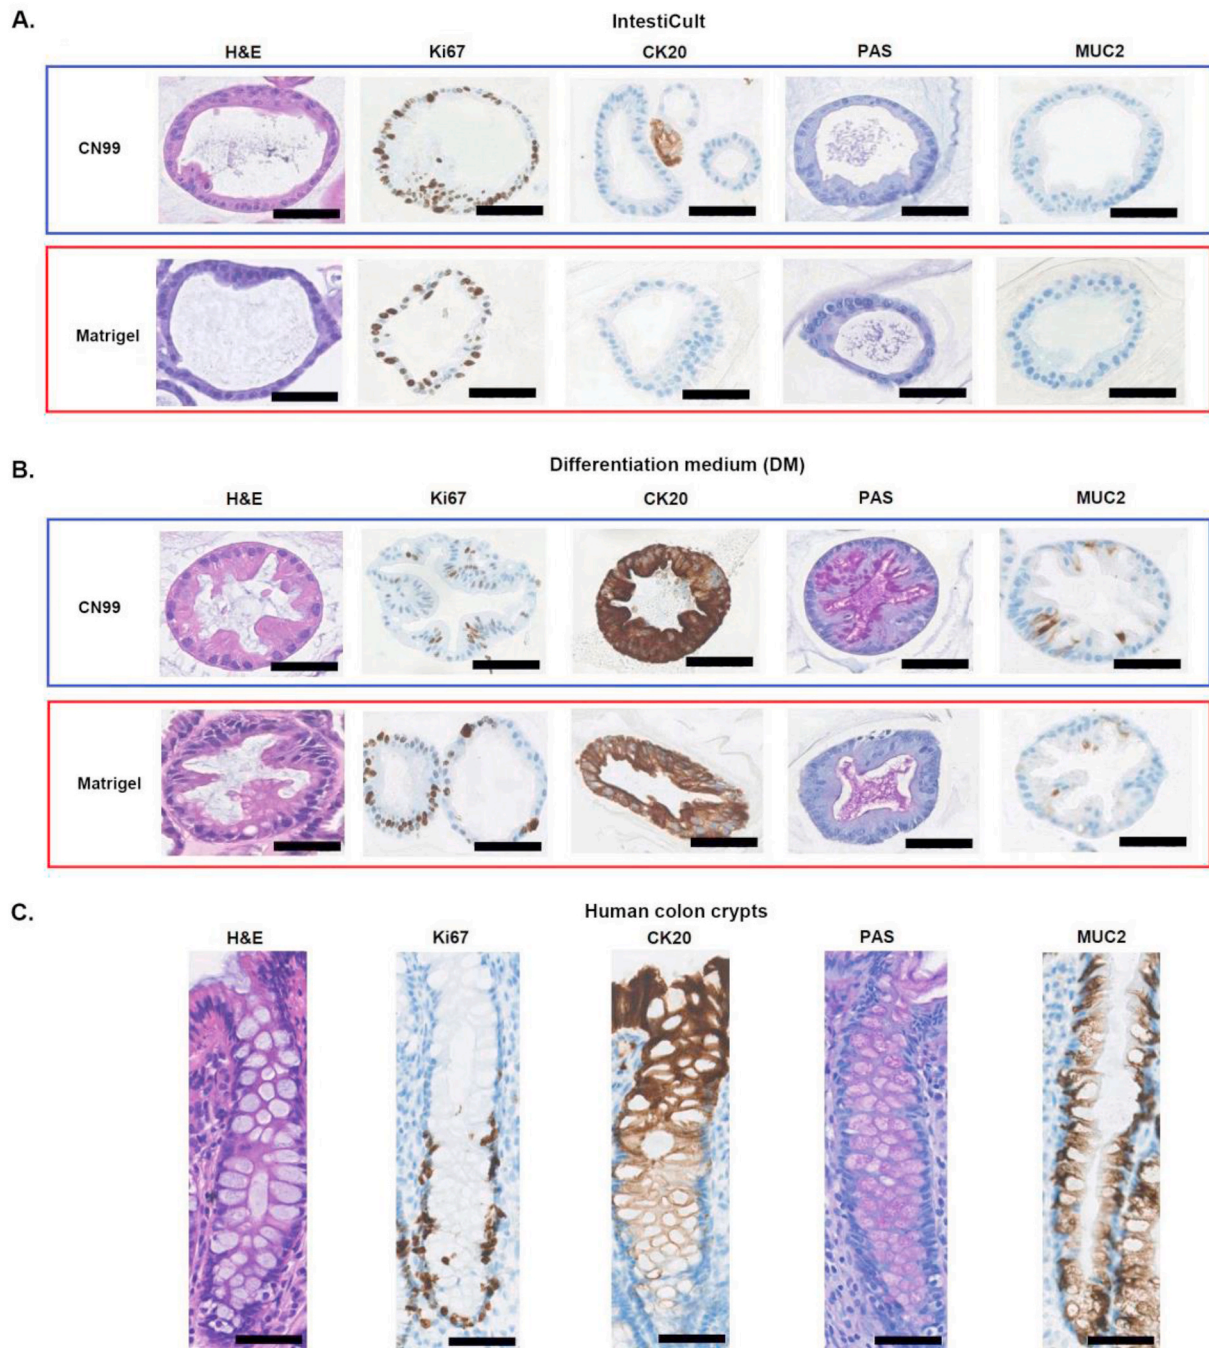 A.
IntestiCult
H&E Ki67 CK20 PAS MUC2
CN99
Matrigel
B.
Differentiation medium (DM)
H&E Ki67 CK20 PAS MUC2
CN99
Matrigel
C.
Human colon crypts
H&E Ki67 CK20 PAS MUC2